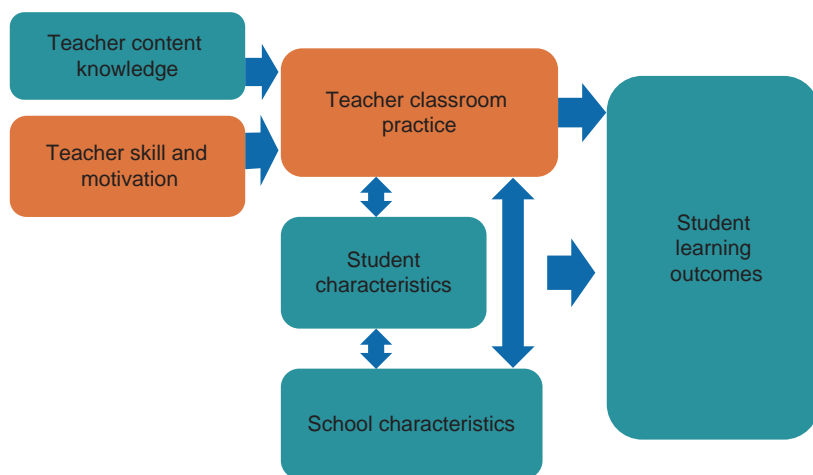 Teacher content
knowledge
Teacher skill and
motivation
Teacher classroom
practice
Student
characteristics
School characteristics
Student
learning
outcomes